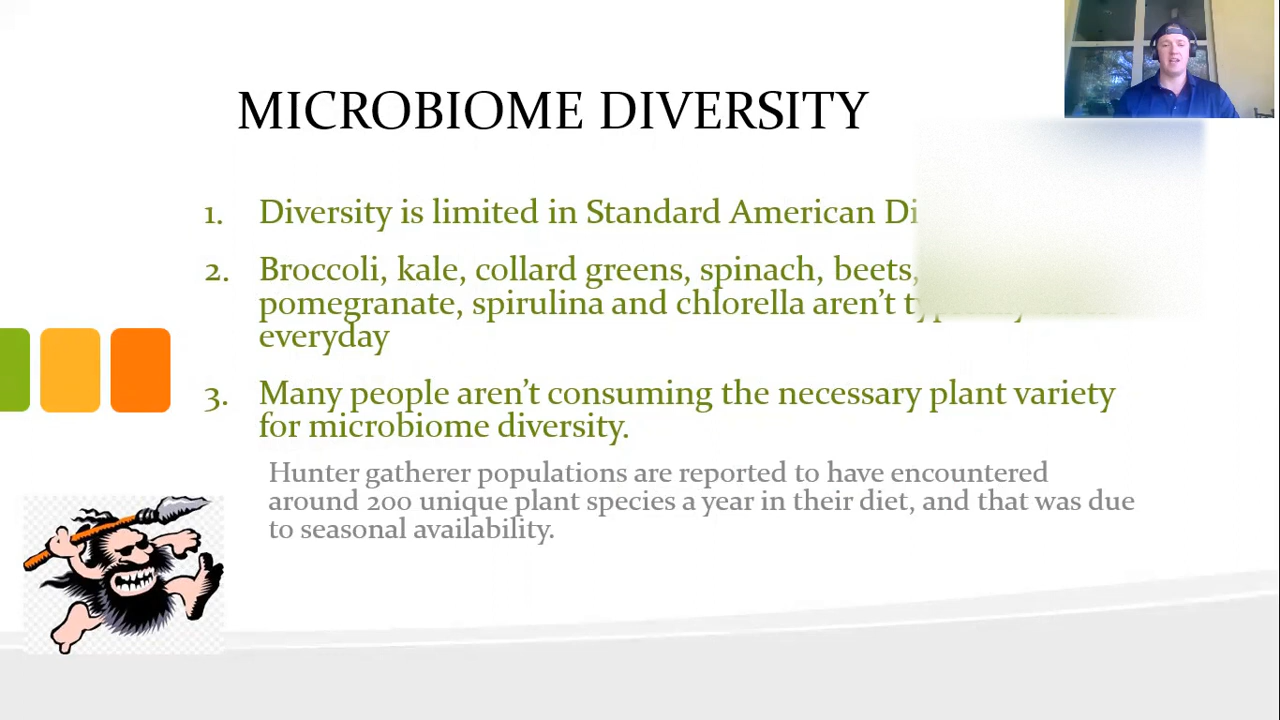 MICROBIOME DIVERSITY
1. Diversity is limited in Standard American
2. Broccoli, kale, collard greens, spinach, beets,
pomegranate, spirulina and chlorella aren’t
everyday
3. Many people aren’t consuming the necessary plant variety
for microbiome diversity.
Hunter gatherer populations are reported to have encountered
around 200 unique plant species a year in their diet, and that was due
to seasonal availability.